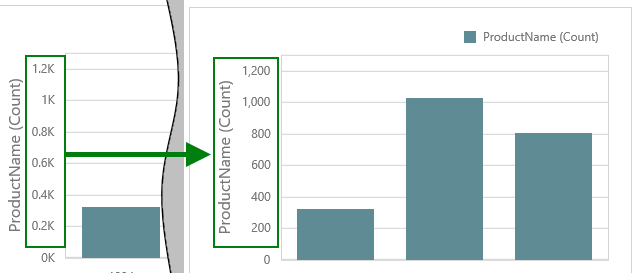 ProductName (Count)
1.2K
1K
0.8K
0.6K
0.4K
0.2K
0K
ProductName (Count)
ProductName (Count)
1,200
1,000
800
600
400
200
0